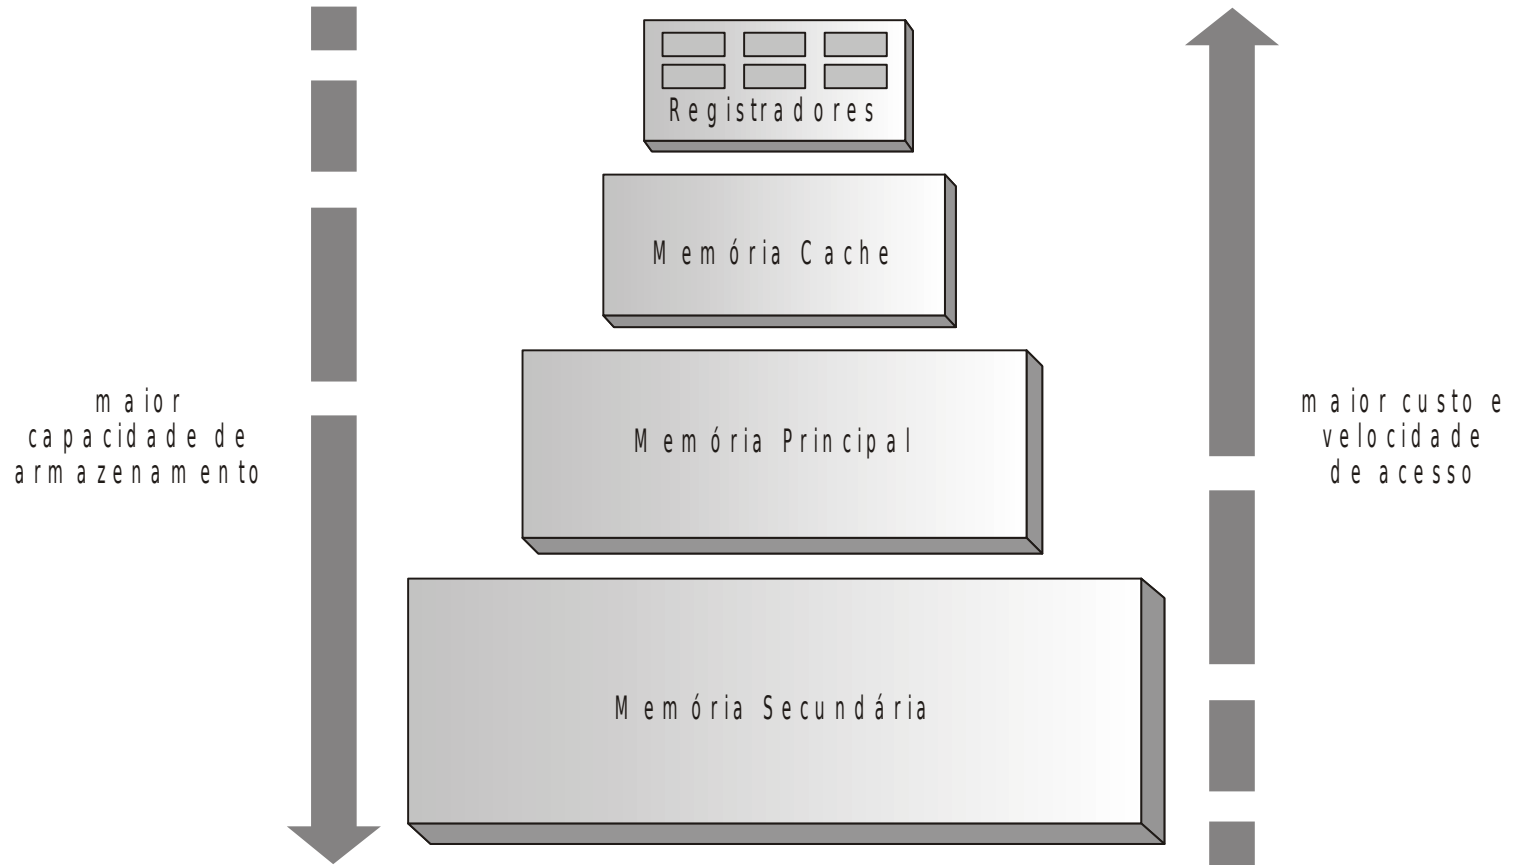 Registradores
Memória Cache
maior
capacidade de
armazenamento
Memória Principal
maior custo e
velocidade
de acesso
Memória Secundária